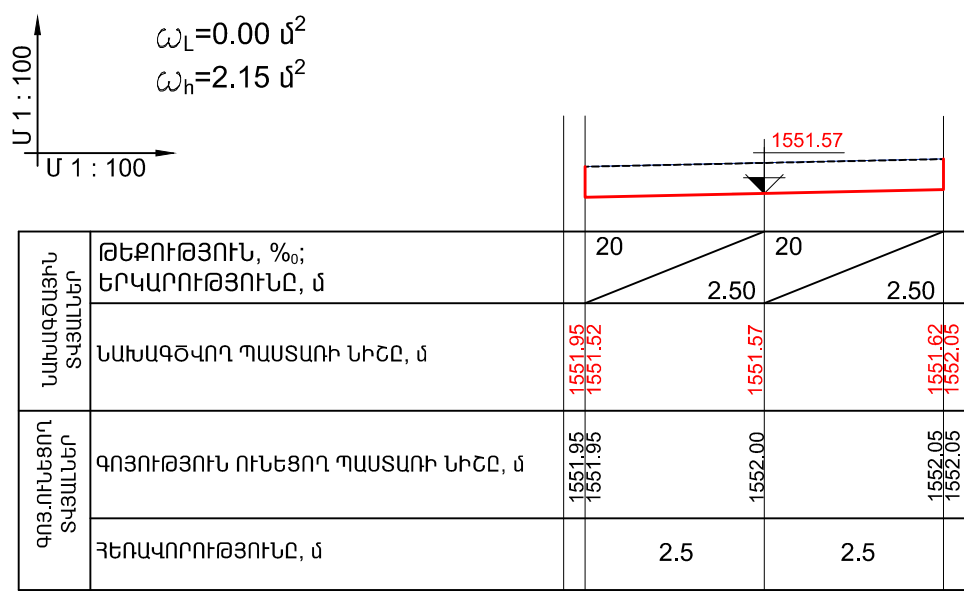 Մ 1 : 100
Մ 1 : 100
ωL=0.00 մ²
ωh=2.15 մ²
1551.57
ՆԱԽԱԳԾԱՅԻՆ
ՏՎՅԱԼՆԵՐ
ԹԵՔՈՒԹՅՈՒՆ, ‰;
ԵՐԿԱՐՈՒԹՅՈՒՆԸ, մ
20
2.50
20
2.50
ՆԱԽԱԳԾՎՈՂ ՊԱՍՏԱՌԻ ՆԻՇԸ, մ
1551.95
1551.52
1551.57
1551.62
1552.05
ԳՈՅ.ՈՒՆԵՑՈՂ
ՏՎՅԱԼՆԵՐ
ԳՈՅՈՒԹՅՈՒՆ ՈՒՆԵՑՈՂ ՊԱՍՏԱՌԻ ՆԻՇԸ, մ
1551.95
1551.95
1552.00
1552.05
1552.05
ՀԵՌԱՎՈՐՈՒԹՅՈՒՆԸ, մ
2.5
2.5